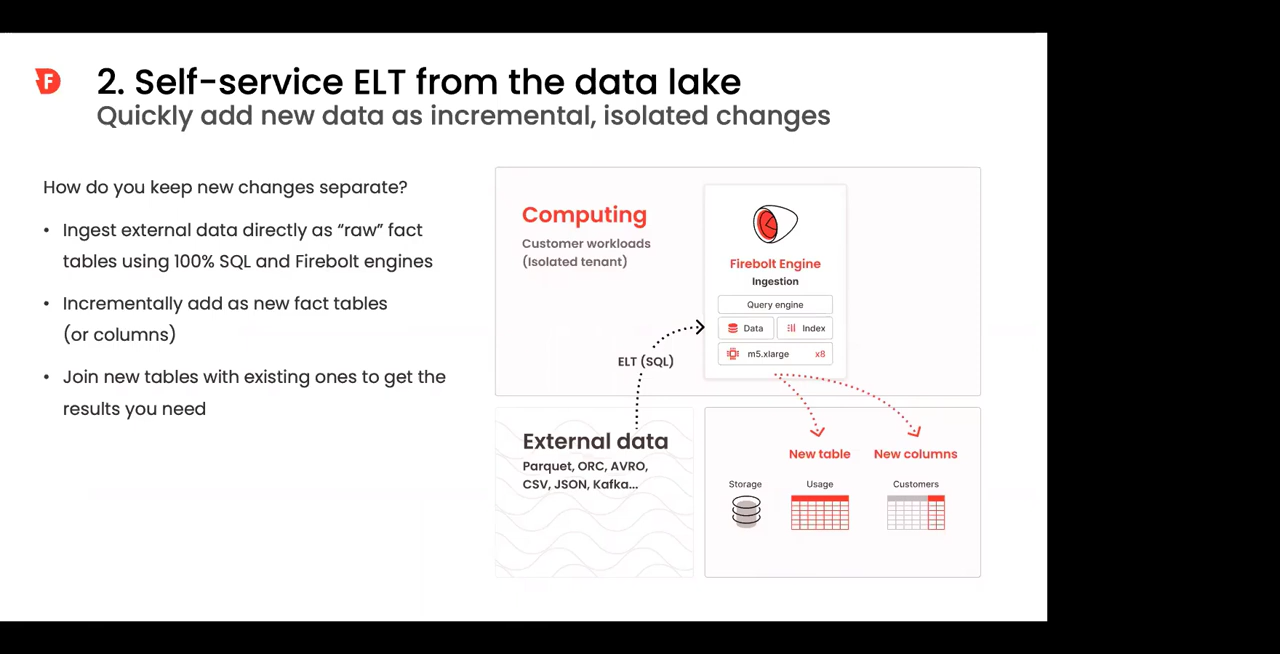 F
2. Self-service ELT from the data lake
Quickly add new data as incremental, isolated changes
How do you keep new changes separate?
• Ingest external data directly as “raw” fact
tables using 100% SQL and Firebolt engines
• Incrementally add as new fact tables
(or columns)
• Join new tables with existing ones to get the
results you need
Computing
Customer workloads
(Isolated tenant)
Firebolt Engine
Ingestion
Query engine
Data
Index
m5.xlarge x8
ELT (SQL)
External data
Parquet, ORC, AVRO,
CSV, JSON, Kafka...
New table
New columns
Storage
Usage
Customers